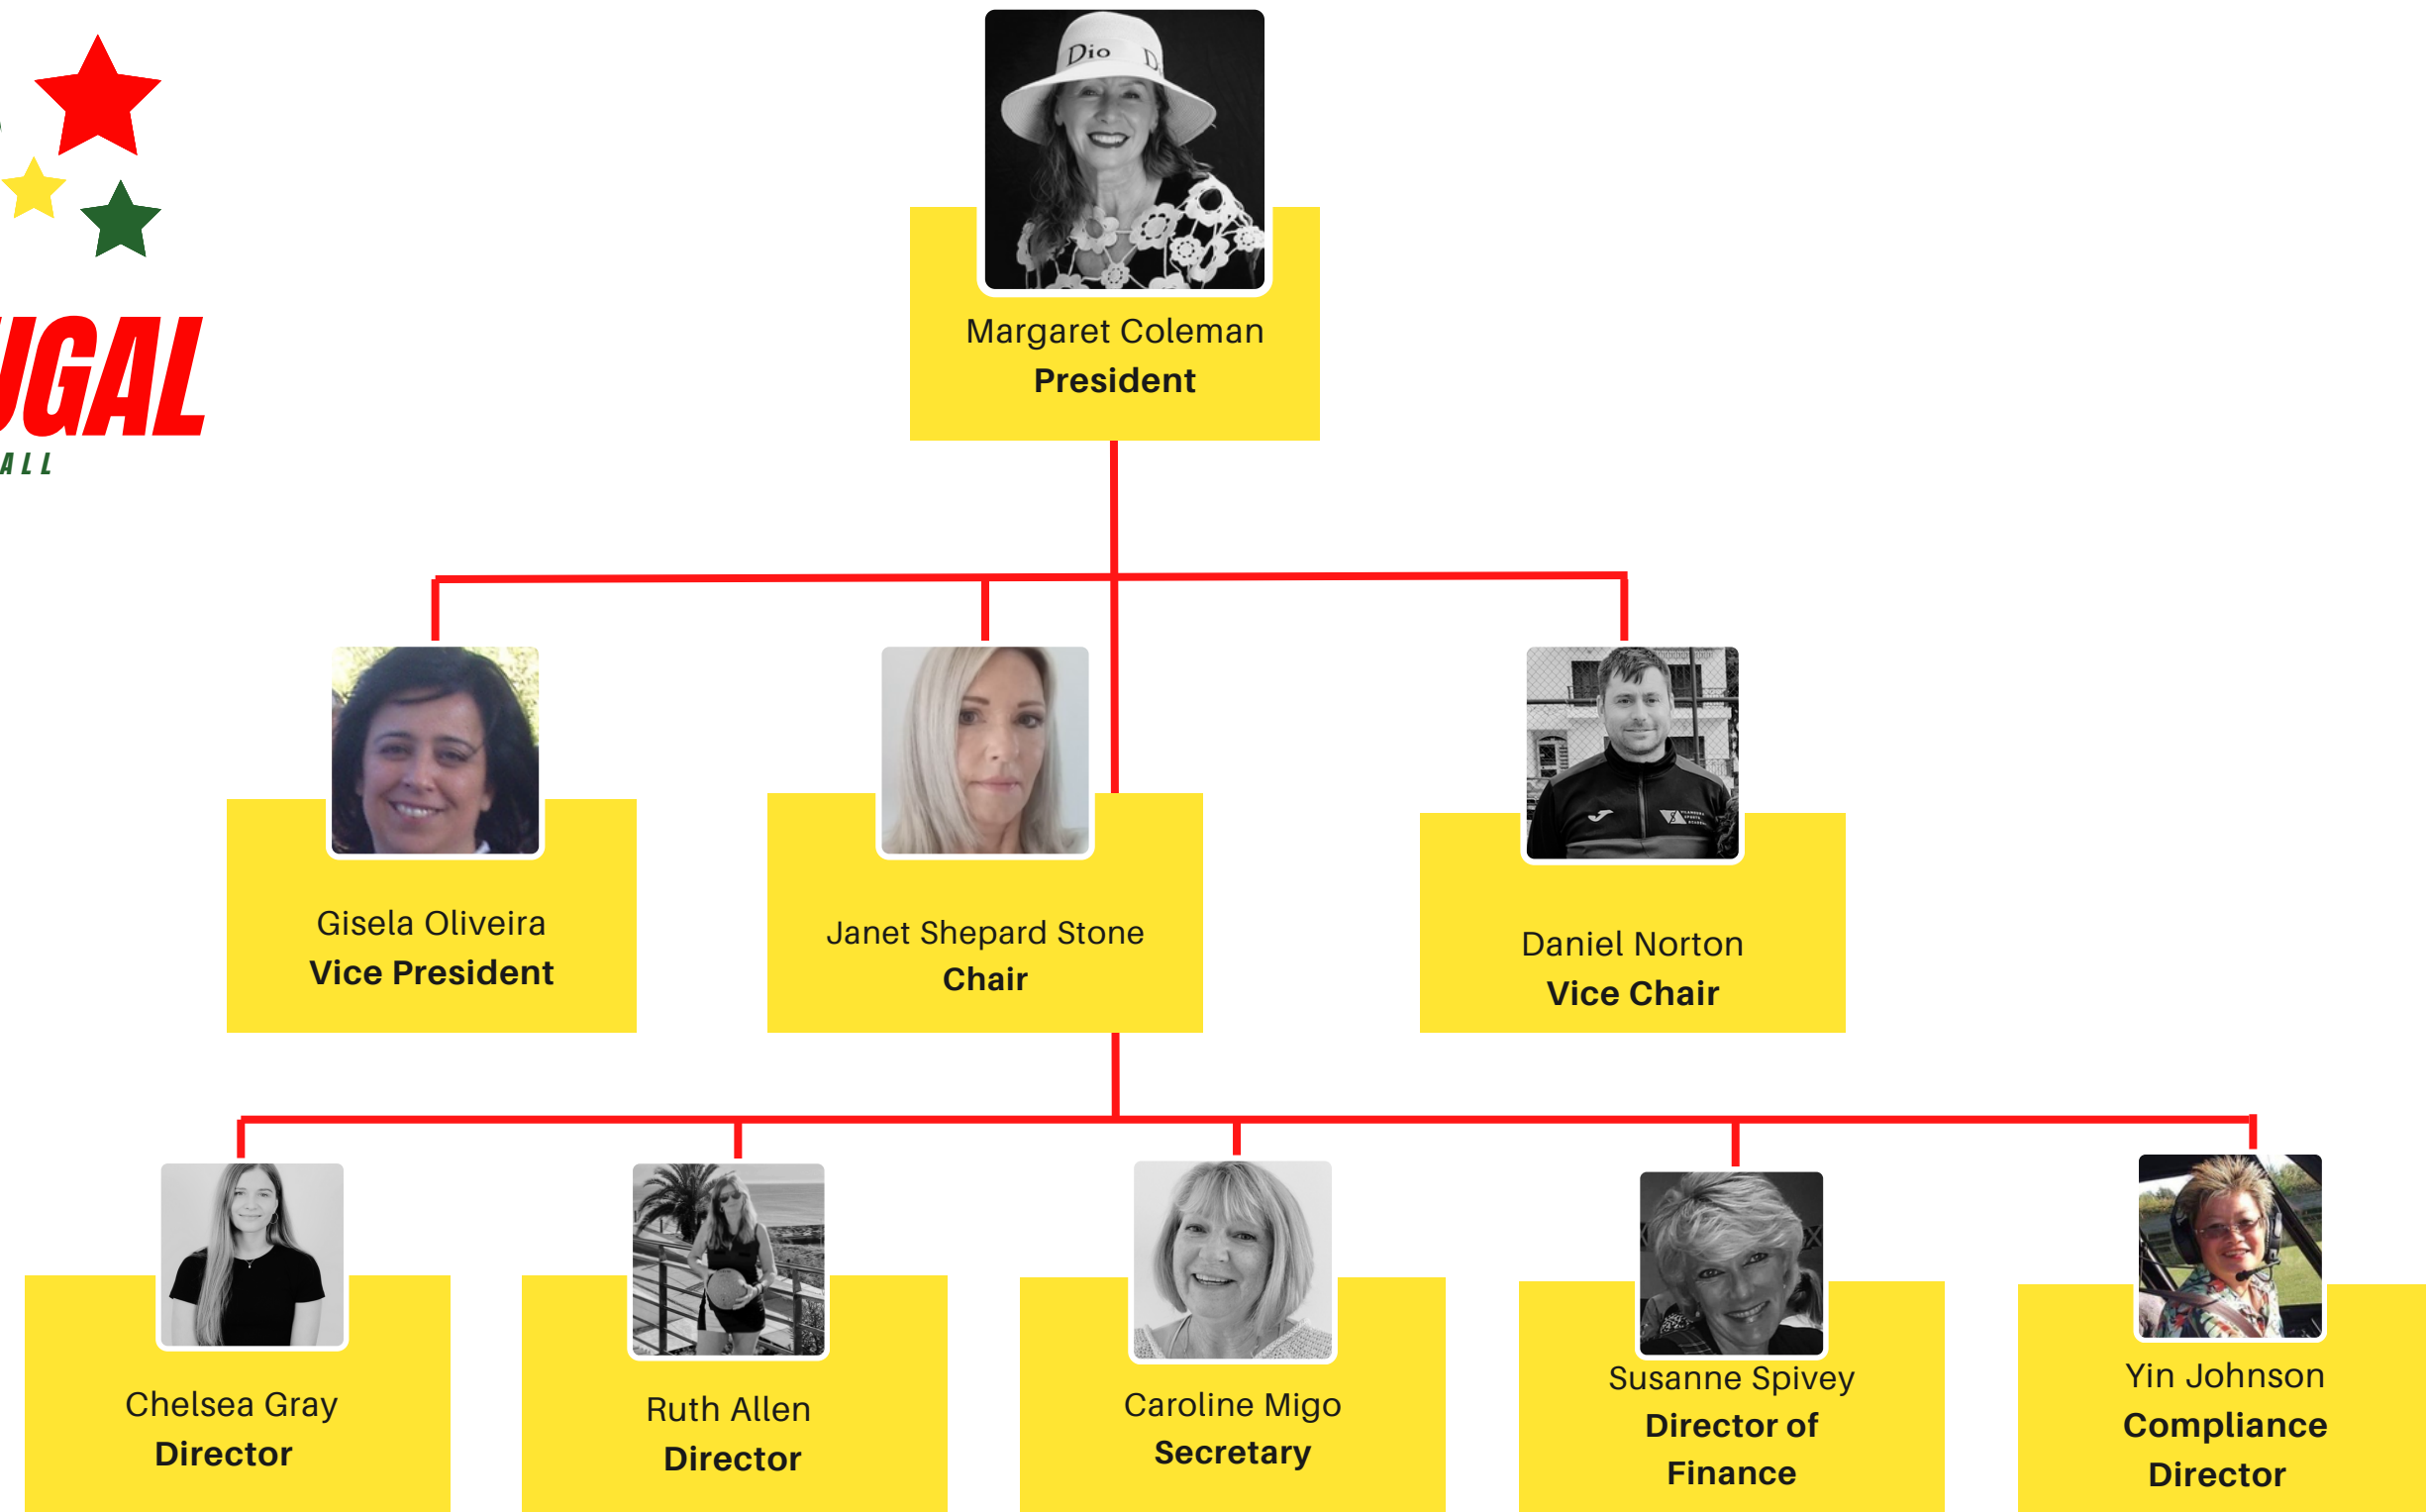 Dio D
UGAL
ALL
Margaret Coleman
President
Gisela Oliveira
Vice President
Janet Shepard Stone
Chair
Daniel Norton
Vice Chair
Chelsea Gray
Director
Ruth Allen
Director
Caroline Migo
Secretary
Susanne Spivey
Director of
Finance
Yin Johnson
Compliance
Director